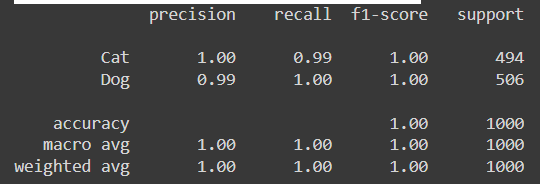 precision recall f1-score support
Cat 1.00 0.99 1.00 494
Dog 0.99 1.00 1.00 506
accuracy 1.00 1000
macro avg 1.00 1.00 1.00 1000
weighted avg 1.00 1.00 1.00 1000